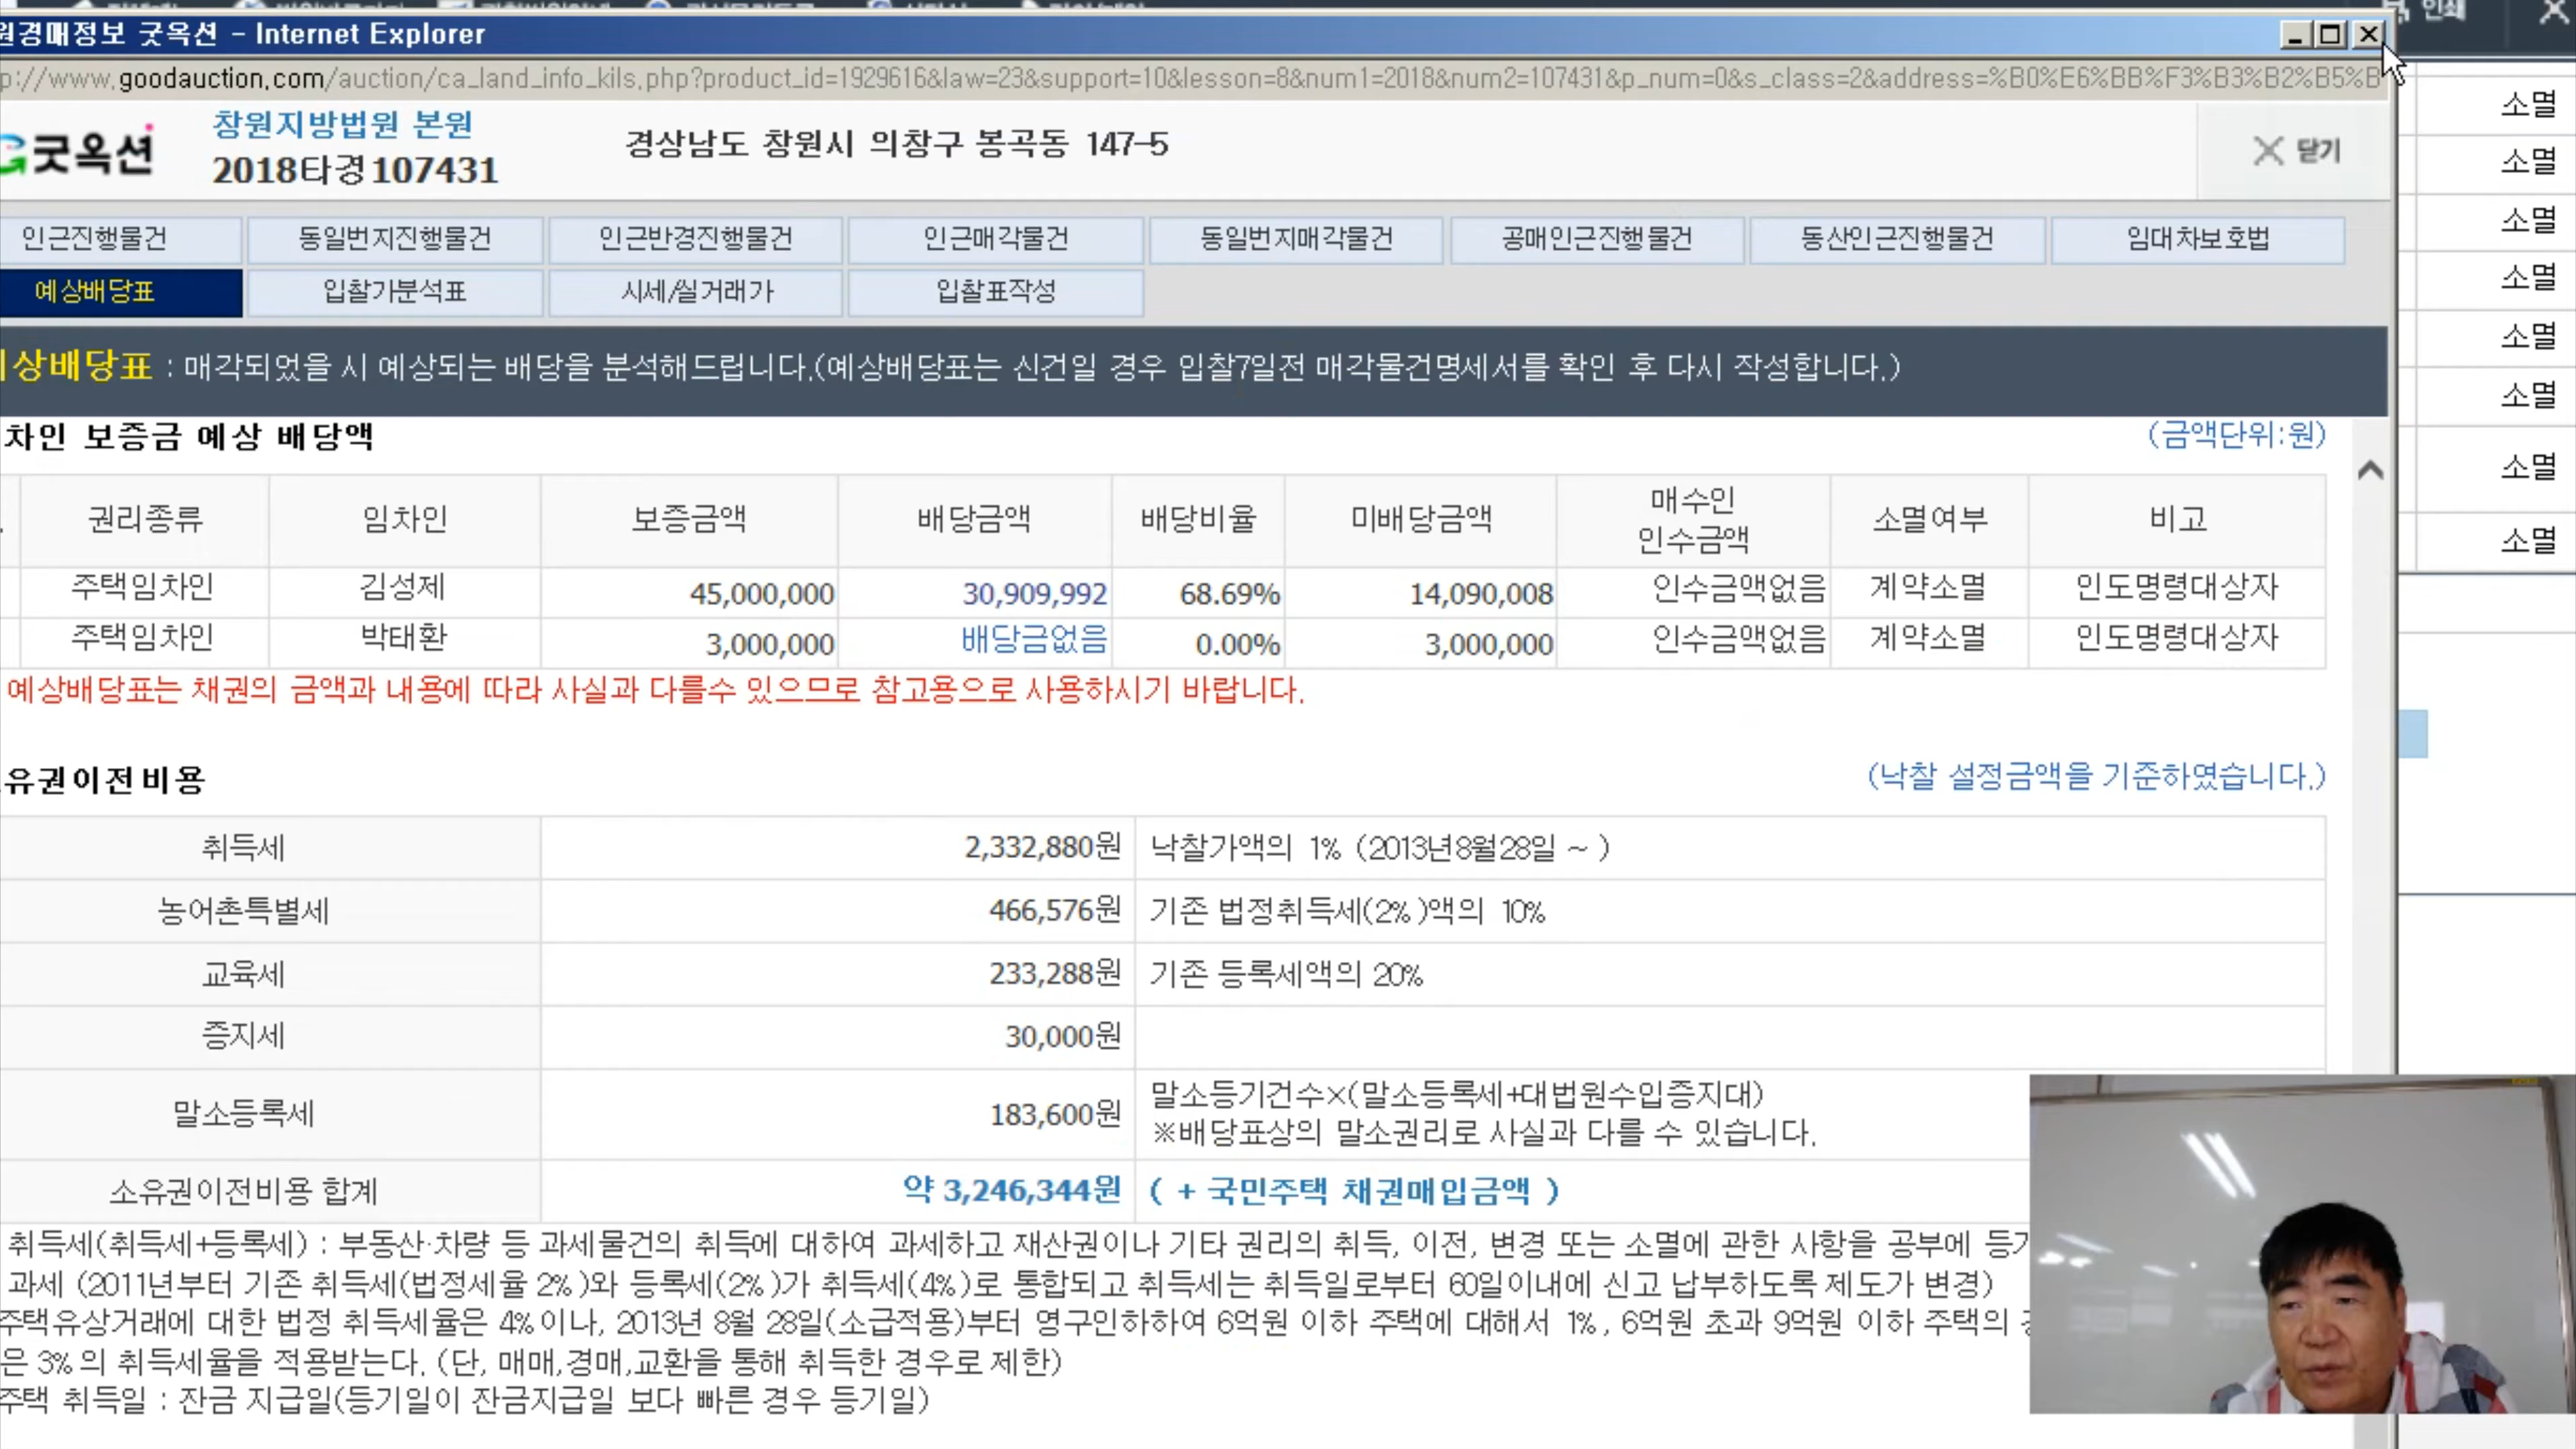 인쇄
원경매정보 굿옥션 - Internet Explorer
p://www.goodauction.com/auction/ca_land_info_kils.php?product_id=1929616&law=23&support=10&lesson=8&num1=2018&num2=107431&p_num=0&s_class=2&address=%B0%E6%BB%F3%B3%B2%B5%B
굿옥션
창원지방법원 본원
2018타경107431
경상남도 창원시 의창구 봉곡동 147-5
닫기
인근진행물건 동일번지진행물건 인근반경진행물건 인근매각물건 동일번지매각물건 공매인근진행물건 동산인근진행물건 임대차보호법
예상배당표 입찰가분석표 시세/실거래가 입찰표작성
상배당표 : 매각되었을 시 예상되는 배당을 분석해드립니다.(예상배당표는 신건일 경우 입찰7일전 매각물건명세서를 확인 후 다시 작성합니다.)
차인 보증금 예상 배당액 (금액단위:원)
권리종류 임차인 보증금액 배당금액 배당비율 미배당금액 매수인 인수금액 소멸여부 비고
주택임차인 김성제 45,000,000 30,909,992 68.69% 14,090,008 인수금액없음 계약소멸 인도명령대상자
주택임차인 박태환 3,000,000 배당금없음 0.00% 3,000,000 인수금액없음 계약소멸 인도명령대상자
예상배당표는 채권의 금액과 내용에 따라 사실과 다를수 있으므로 참고용으로 사용하시기 바랍니다.
유권이전비용 (낙찰 설정금액을 기준하였습니다.)
취득세 2,332,880원 낙찰가액의 1% (2013년8월28일 ~ )
농어촌특별세 466,576원 기존 법정취득세(2%)액의 10%
교육세 233,288원 기존 등록세액의 20%
증지세 30,000원
말소등록세 183,600원 말소등기건수×(말소등록세+대법원수입증지대)
※배당표상의 말소권리로 사실과 다를 수 있습니다.
소유권이전비용 합계 약 3,246,344원 ( + 국민주택 채권매입금액 )
취득세(취득세+등록세) : 부동산·차량 등 과세물건의 취득에 대하여 과세하고 재산권이나 기타 권리의 취득, 이전, 변경 또는 소멸에 관한 사항을 공부에 등기
과세 (2011년부터 기존 취득세(법정세율 2%)와 등록세(2%)가 취득세(4%)로 통합되고 취득세는 취득일로부터 60일이내에 신고 납부하도록 제도가 변경)
주택유상거래에 대한 법정 취득세율은 4%이나, 2013년 8월 28일(소급적용)부터 영구인하하여 6억원 이하 주택에 대해서 1%, 6억원 초과 9억원 이하 주택의
은 3%의 취득세율을 적용받는다. (단, 매매,경매,교환을 통해 취득한 경우로 제한)
주택 취득일 : 잔금 지급일(등기일이 잔금지급일 보다 빠른 경우 등기일)
소멸
소멸
소멸
소멸
소멸
소멸
소멸
소멸